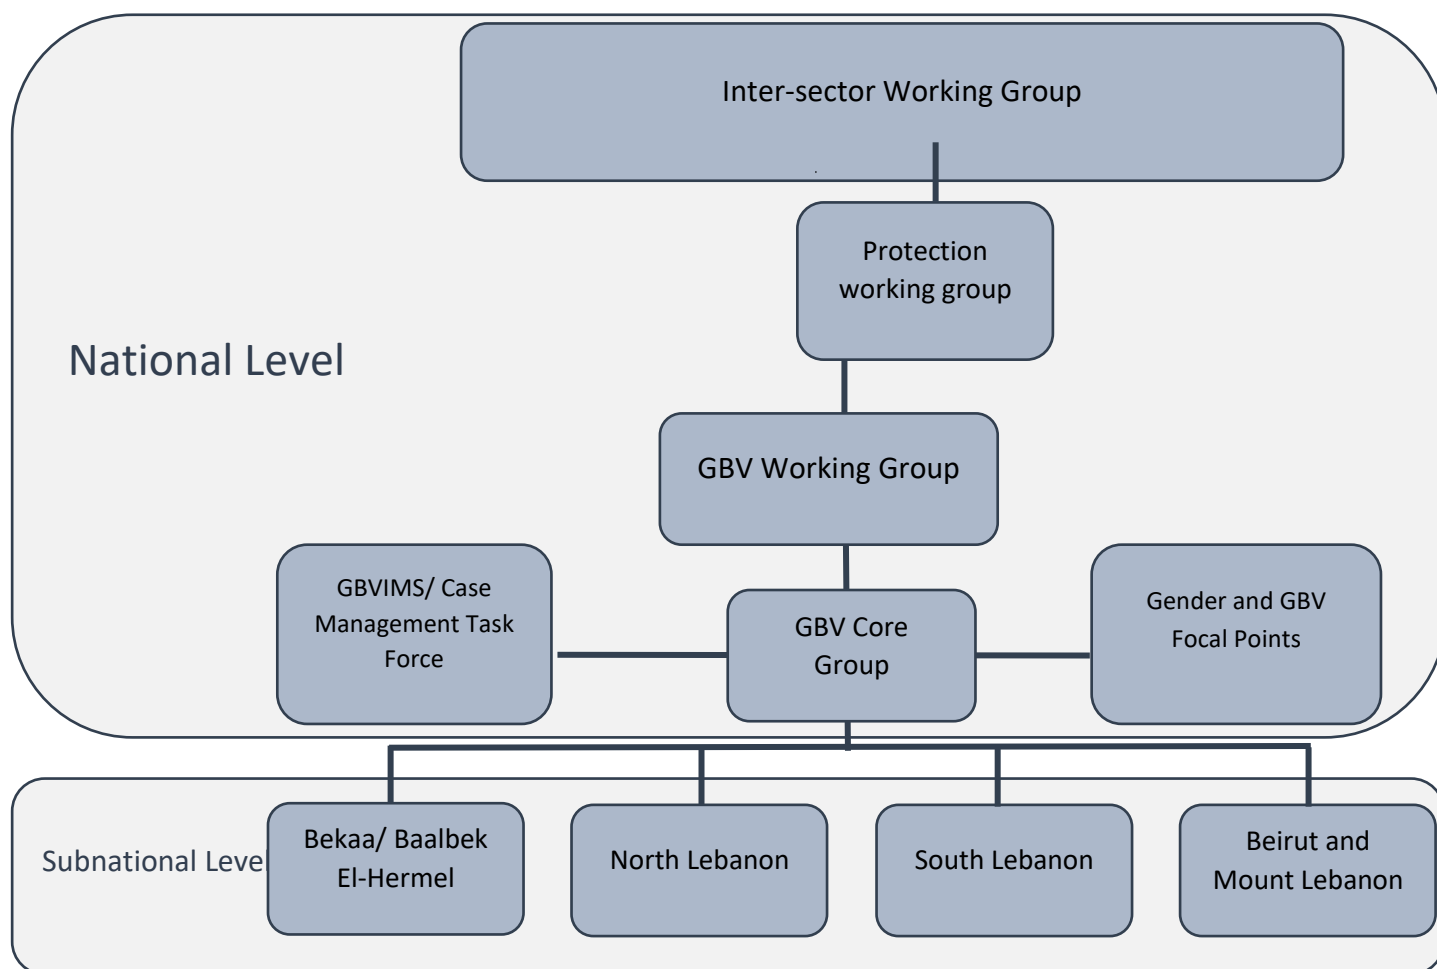 Inter-sector Working Group
Protection
working group
National Level
GBV Working Group
GBVIMS/ Case
Management Task
Force
GBV Core
Group
Gender and GBV
Focal Points
Subnational Level
Bekaa/ Baalbek
El-Hermel
North Lebanon
South Lebanon
Beirut and
Mount Lebanon